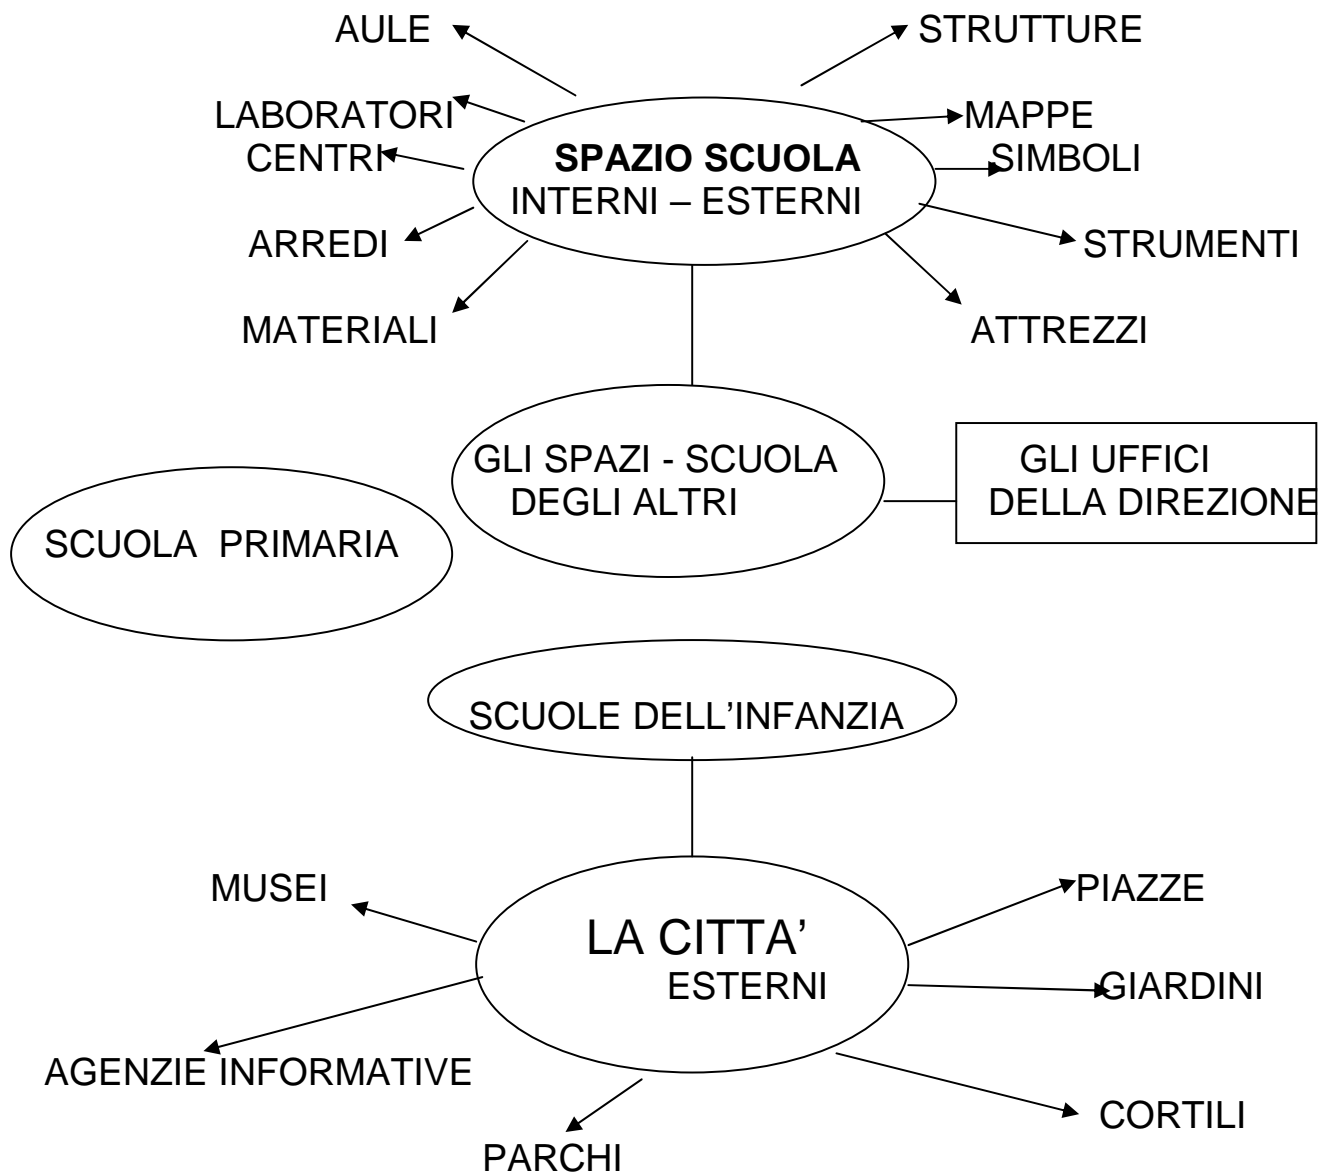 AULE STRUTTURE
LABORATORI MAPPE
CENTRI SPAZIO SCUOLA SIMBOLI
INTERNI – ESTERNI
ARREDI STRUMENTI
MATERIALI ATTREZZI
GLI SPAZI - SCUOLA GLI UFFICI
DEGLI ALTRI DELLA DIREZIONE
SCUOLA PRIMARIA
SCUOLE DELL’INFANZIA
MUSEI PIAZZE
LA CITTA’
ESTERNI GIARDINI
AGENZIE INFORMATIVE
CORTILI
PARCHI